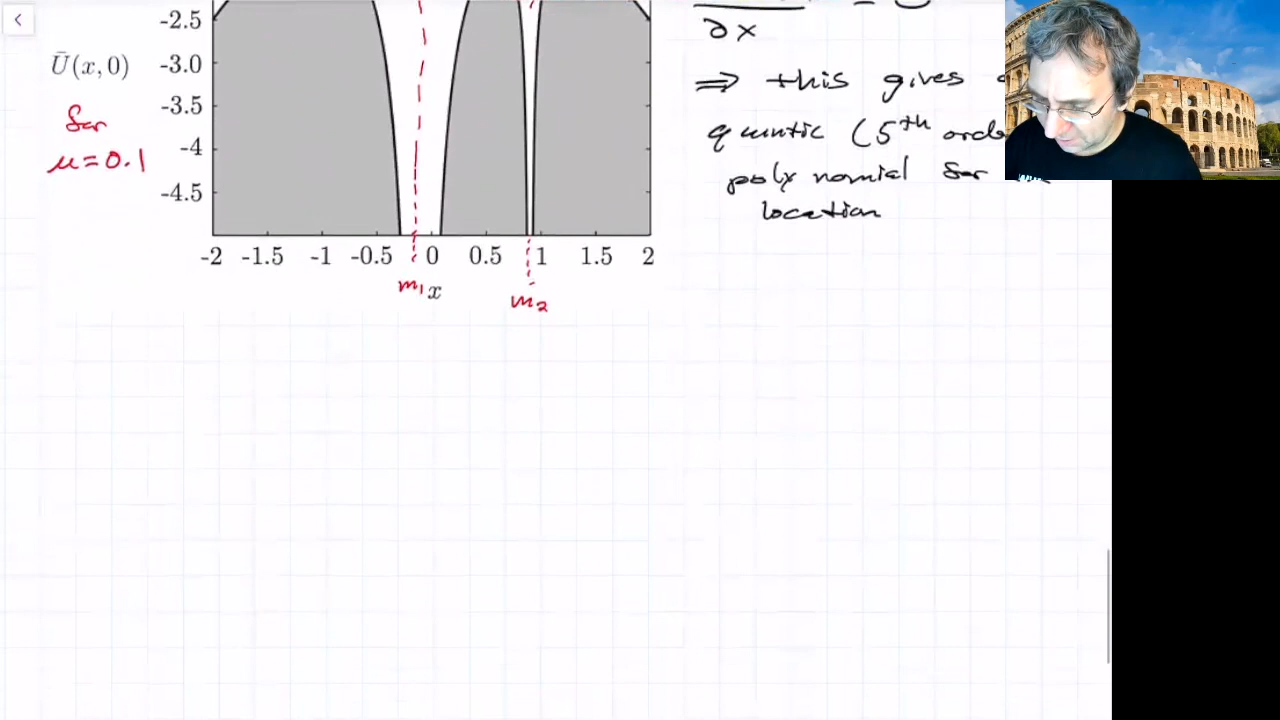 -2.5
Ū(x, 0)
-3.0
-3.5
-4
-4.5
for
μ=0.1
-2 -1.5 -1 -0.5 0 0.5 1 1.5 2
m₁ x
m₂
∂x
⇒ this gives
quintic (5th orde
polynomial for
location